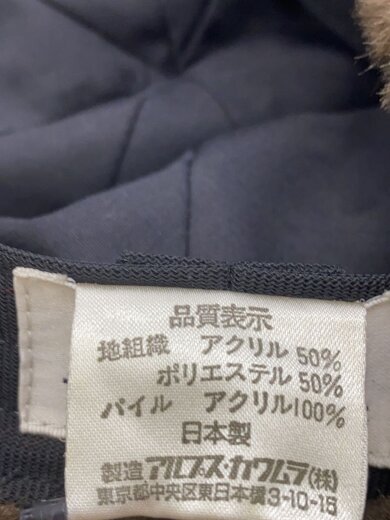 品質表示
地組織 アクリル 50%
ポリエステル 50%
パイル アクリル100%
日本製
製造 アルプス・カワムラ(株)
東京都中央区東日本橋3-10-15